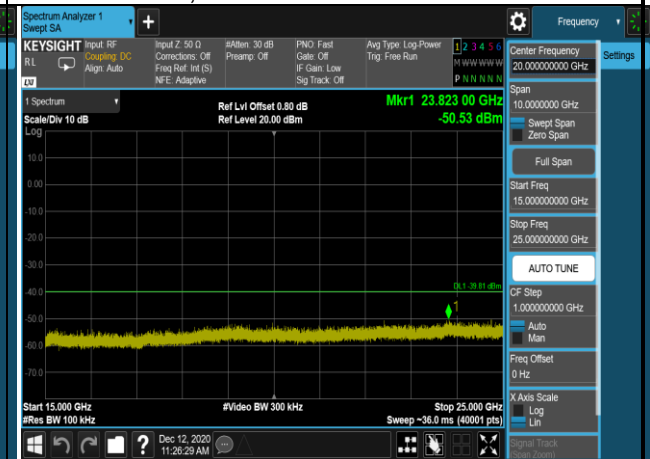 Spectrum Analyzer 1
Swept SA
Frequency
KEYSIGHT
Input: RF
Input Z: 50 Ω
#Atten: 30 dB
PNO: Fast
Avg Type: Log-Power
1 2 3 4 5 6
RL
Coupling: DC
Corrections: Off
Preamp: Off
Gate: Off
Trig: Free Run
M W W W W W
Align: Auto
Freq Ref: Int (S)
IF Gain: Low
NFE: Adaptive
Sig Track: Off
P N N N N N
Center Frequency
20.000000000 GHz
Settings
Span
10.0000000 GHz
Swept Span
Zero Span
Full Span
Start Freq
15.000000000 GHz
Stop Freq
25.000000000 GHz
AUTO TUNE
CF Step
1.000000000 GHz
Auto
Man
Freq Offset
0 Hz
X Axis Scale
Log
Lin
Signal Track
(Span Zoom)
1 Spectrum
Ref Lvl Offset 0.80 dB
Mkr1 23.823 00 GHz
Scale/Div 10 dB
Ref Level 20.00 dBm
-50.53 dBm
Log
10.0
0.00
-10.0
-20.0
-30.0
DL1 -39.81 dBm
-40.0
1
-50.0
-60.0
-70.0
Start 15.000 GHz
#Video BW 300 kHz
Stop 25.000 GHz
#Res BW 100 kHz
Sweep ~36.0 ms (40001 pts)
?
Dec 12, 2020
11:26:29 AM